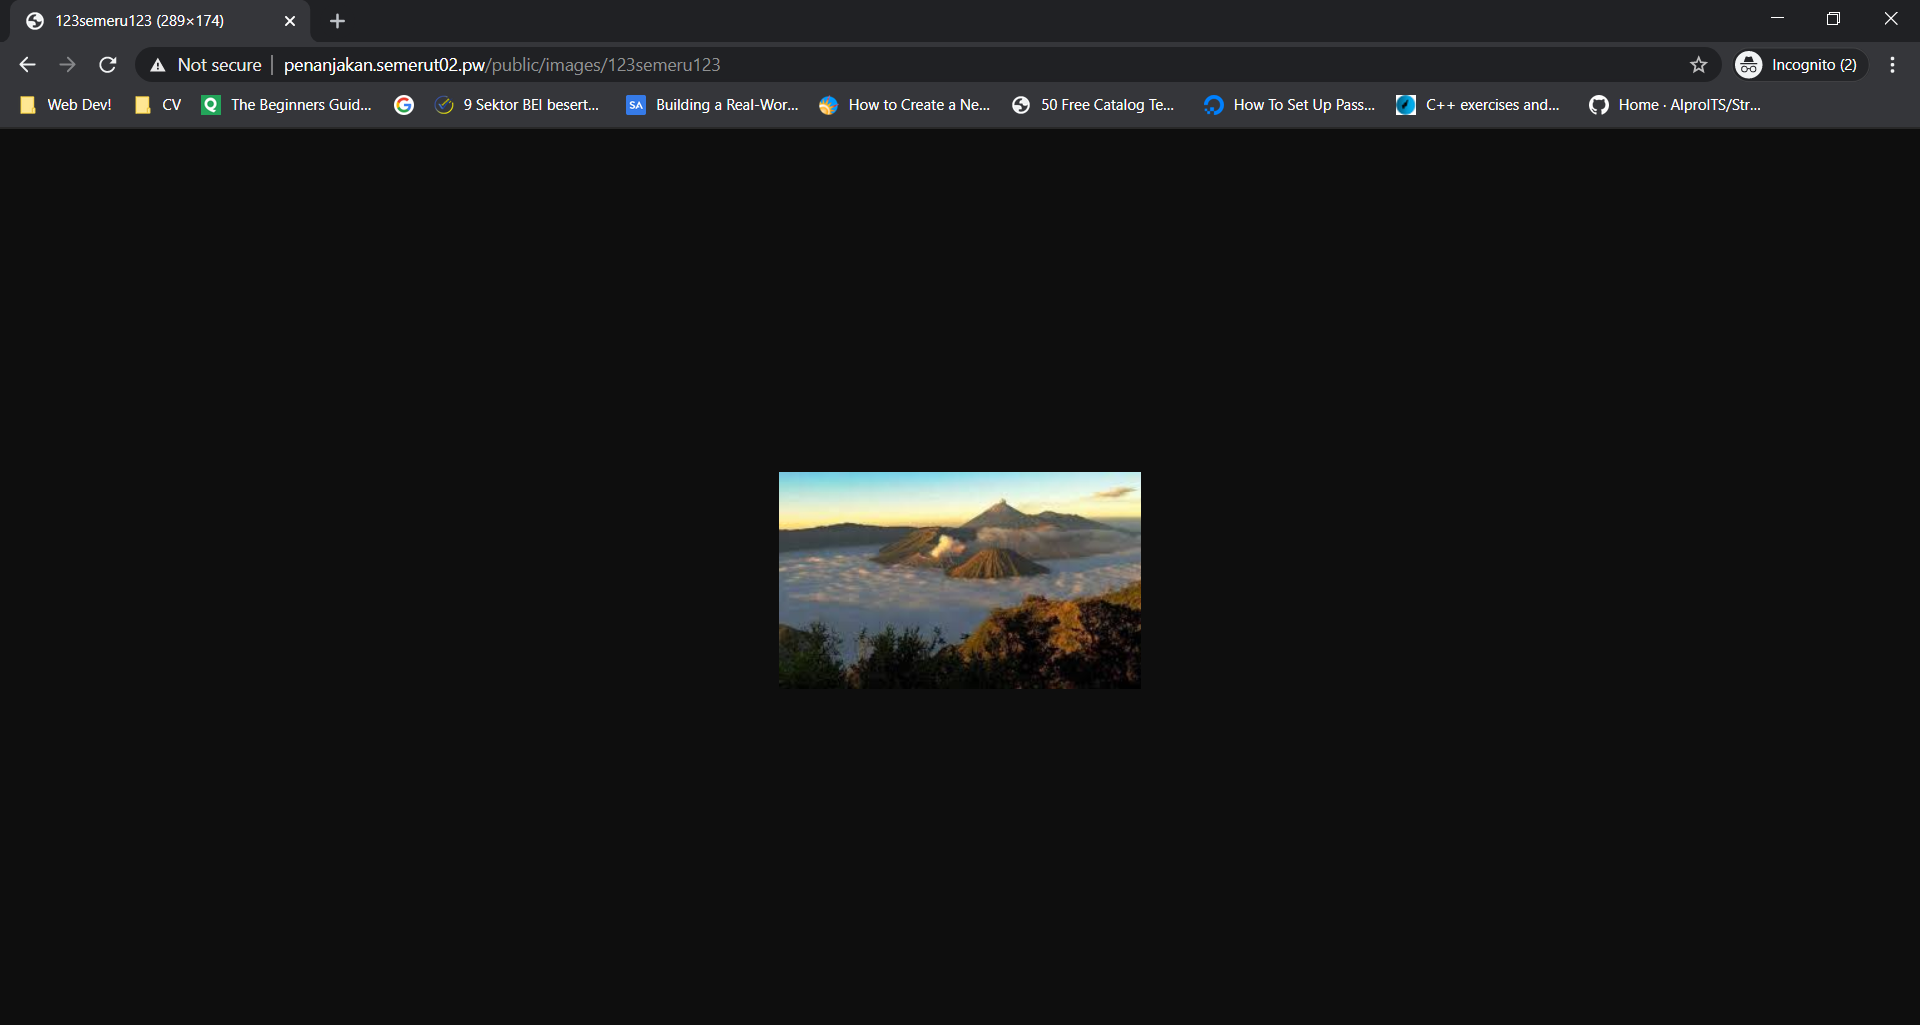 123semeru123 (289×174)
Not secure penanjakan.semerut02.pw/public/images/123semeru123 Incognito (2)
Web Dev! CV Q The Beginners Guid... G 9 Sektor BEI besert... SA Building a Real-Wor... How to Create a Ne... 50 Free Catalog Te... How To Set Up Pass... C++ exercises and... Home · AlproITS/Str...